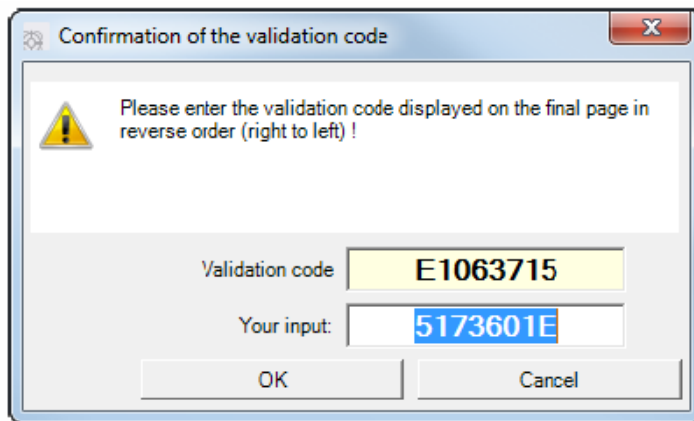 Confirmation of the validation code
Please enter the validation code displayed on the final page in
reverse order (right to left) !
Validation code E1063715
Your input: 5173601E
OK Cancel